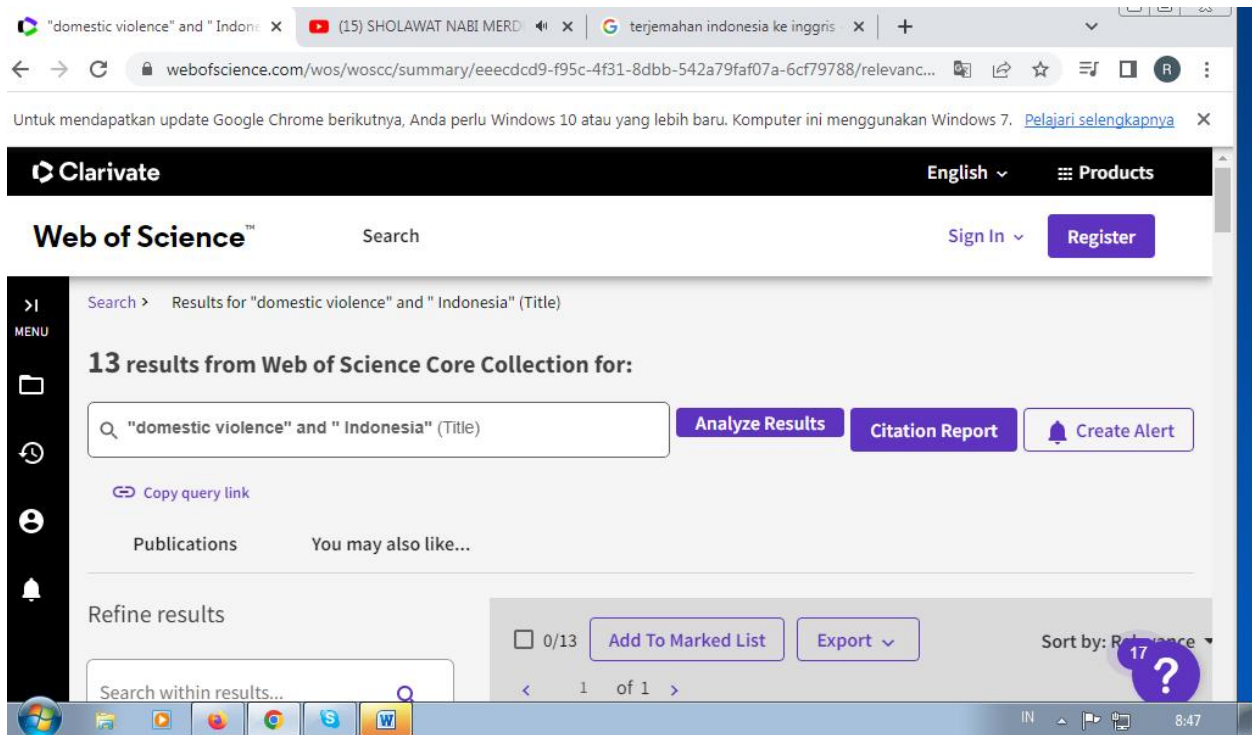 "domestic violence" and " Indone
(15) SHOLAWAT NABI MERD
terjemahan indonesia ke inggris -
webofscience.com/wos/woscc/summary/eeecdcd9-f95c-4f31-8dbb-542a79faf07a-6cf79788/relevanc...
R
Untuk mendapatkan update Google Chrome berikutnya, Anda perlu Windows 10 atau yang lebih baru. Komputer ini menggunakan Windows 7. Pelajari selengkapnya
Clarivate
English
Products
Web of Science™
Search
Sign In
Register
MENU
Search > Results for "domestic violence" and " Indonesia" (Title)
13 results from Web of Science Core Collection for:
"domestic violence" and " Indonesia" (Title)
Analyze Results
Citation Report
Create Alert
Copy query link
Publications
You may also like...
Refine results
0/13
Add To Marked List
Export
Sort by:
17
?
Search within results...
< 1 of 1 >
IN
8:47